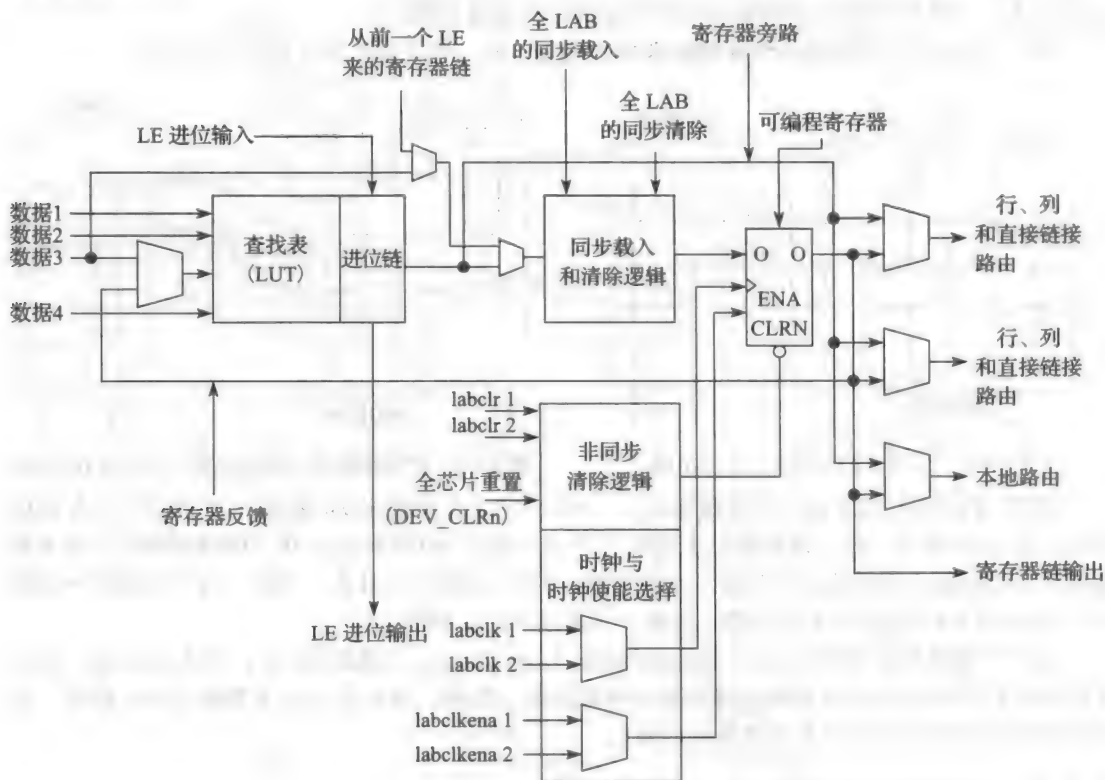 全 LAB
的同步载入
寄存器旁路
从前一个 LE
来的寄存器链
全 LAB
的同步清除
可编程寄存器
LE 进位输入
数据1
数据2
数据3
数据4
查找表
(LUT)
进位链
同步载入
和清除逻辑
O O
ENA
CLRN
行、列
和直接链接
路由
行、列
和直接链接
路由
本地路由
寄存器链输出
labclr 1
labclr 2
全芯片重置
(DEV_CLRn)
非同步
清除逻辑
寄存器反馈
时钟与
时钟使能选择
LE 进位输出
labclk 1
labclk 2
labclkena 1
labclkena 2